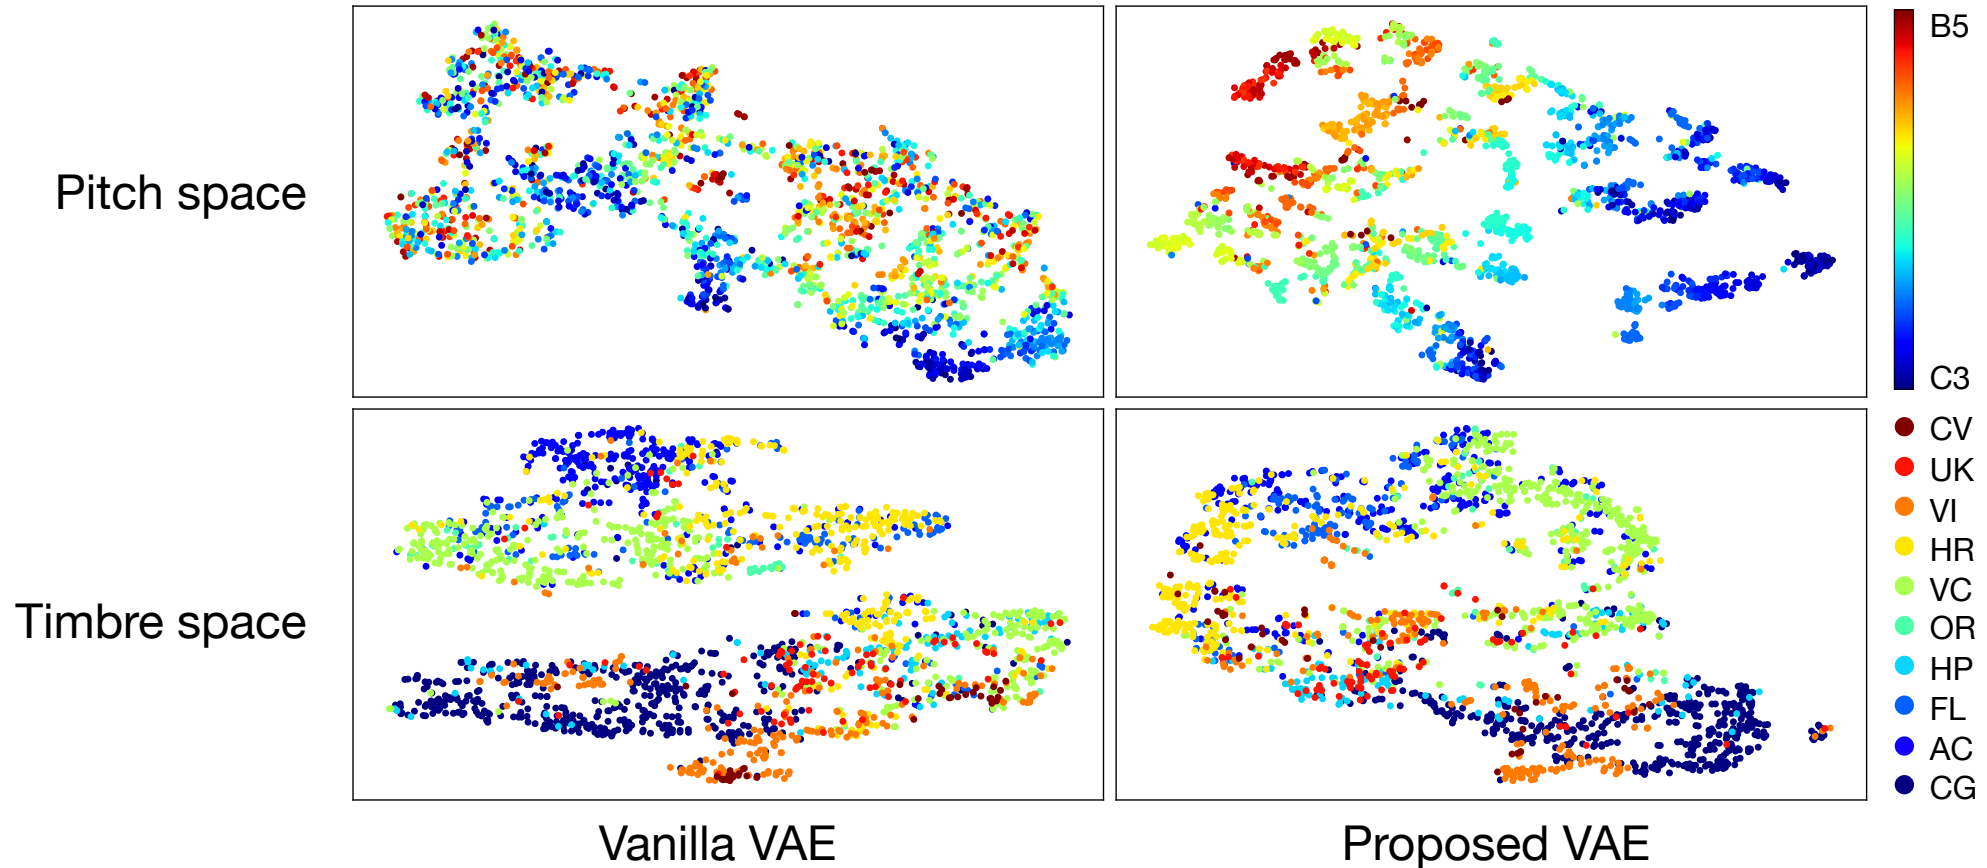 B5
Pitch space
C3
CV
UK
VI
HR
VC
Timbre space
OR
HP
FL
AC
CG
Vanilla VAE
Proposed VAE